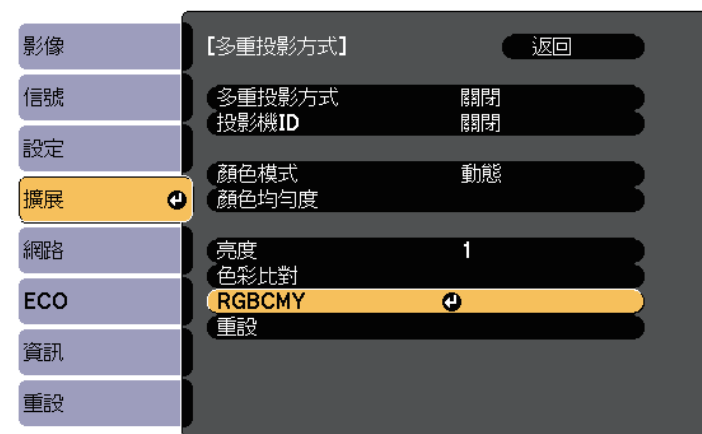 影像
信號
設定
擴展
網路
ECO
資訊
重設
[多重投影方式] 返回
多重投影方式 關閉
投影機ID 關閉
顏色模式 動態
顏色均勻度
亮度 1
色彩比對
RGBCMY
重設